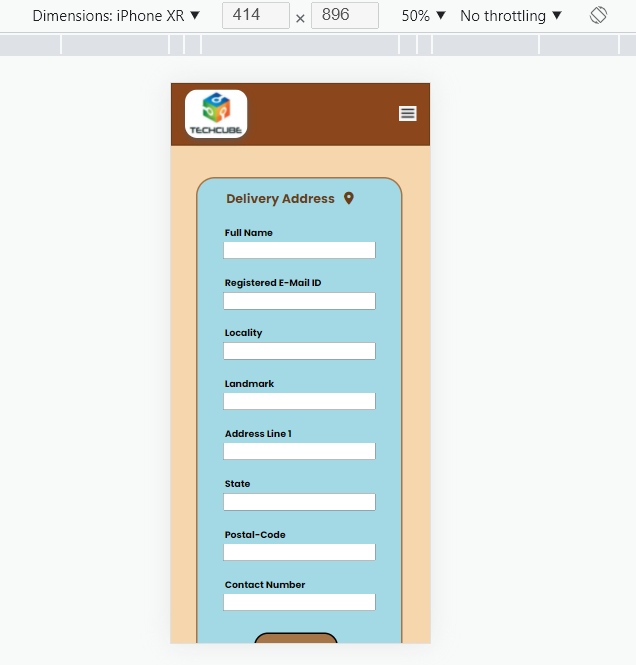 Dimensions: iPhone XR ▼ 414 × 896 50% ▼ No throttling ▼
TECHCUBE
Delivery Address
Full Name
Registered E-Mail ID
Locality
Landmark
Address Line 1
State
Postal-Code
Contact Number